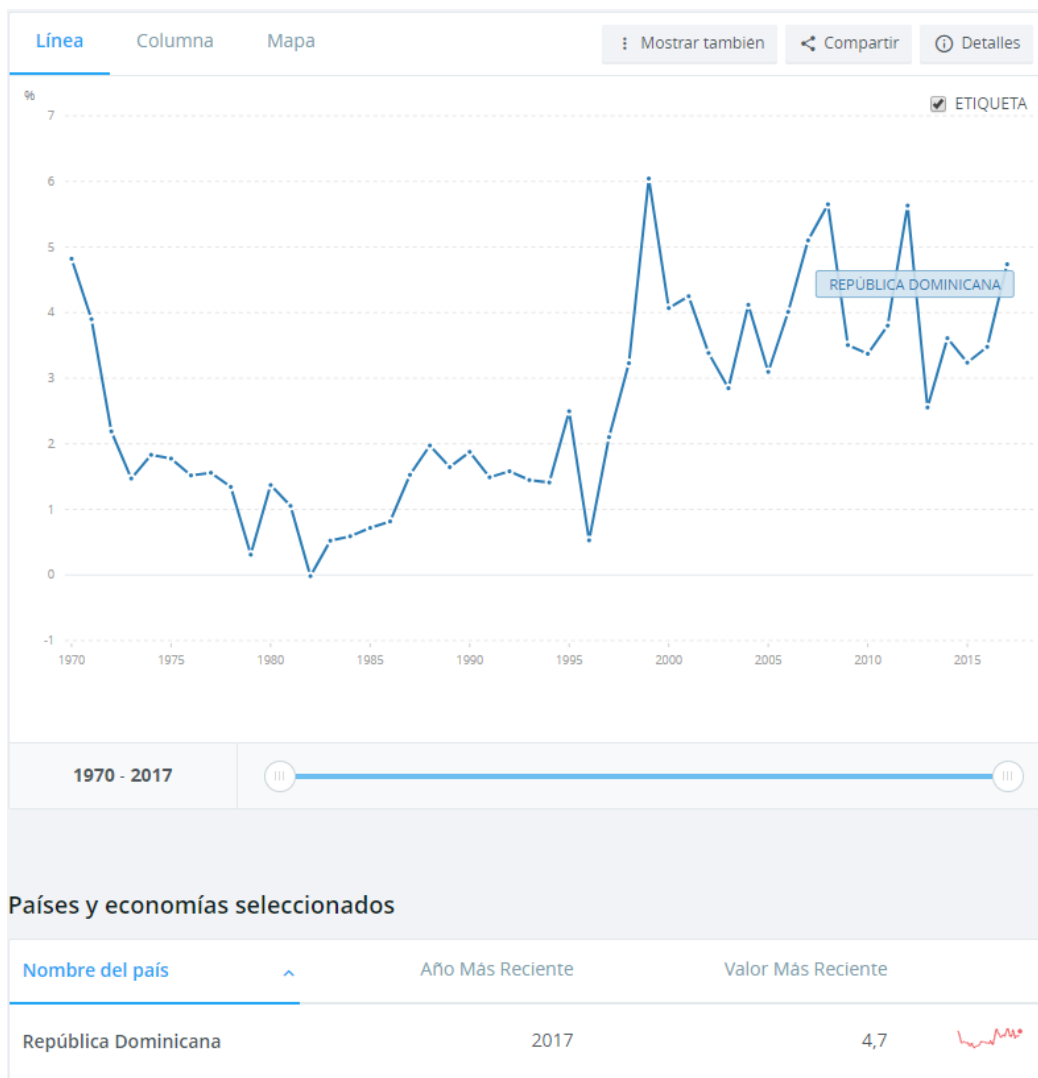 Línea Columna Mapa Mostrar también Compartir Detalles
%
ETIQUETA
7
6
5
REPÚBLICA DOMINICANA
4
3
2
1
0
-1
1970 1975 1980 1985 1990 1995 2000 2005 2010 2015
1970 - 2017
Países y economías seleccionados
Nombre del país Año Más Reciente Valor Más Reciente
República Dominicana 2017 4,7